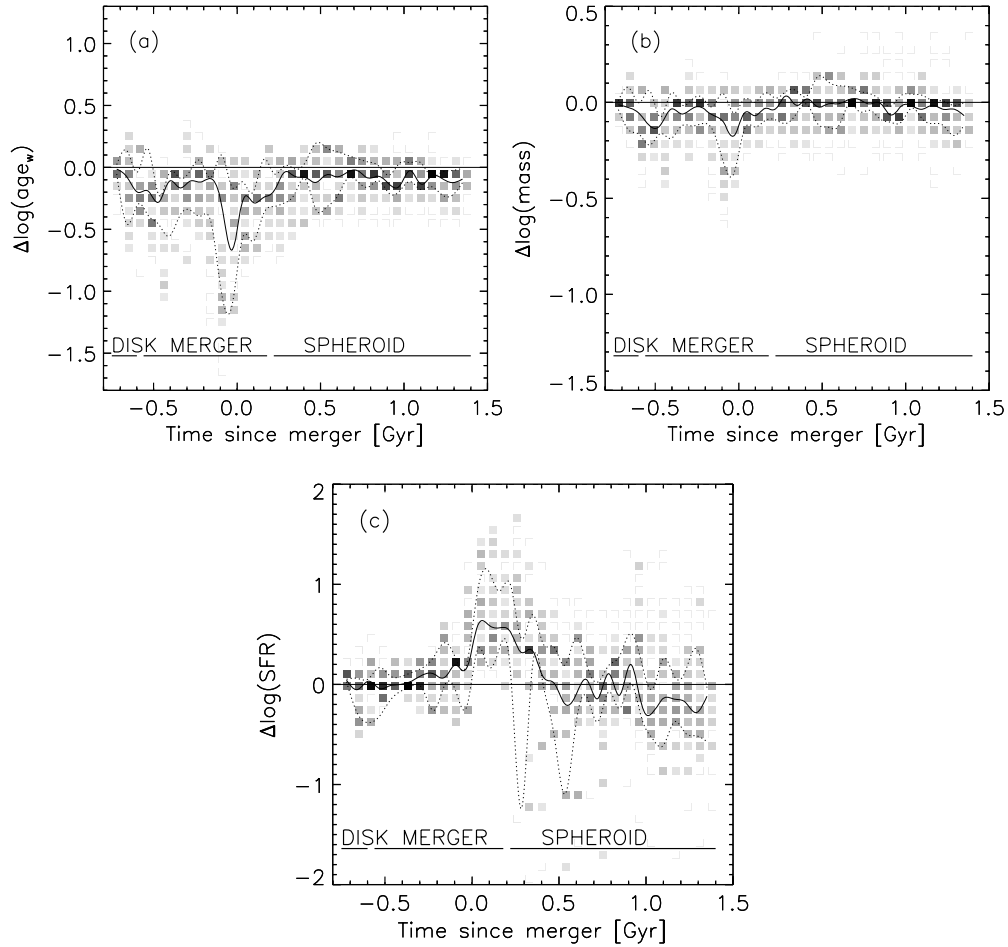 (a)
1.0
0.5
0.0
−0.5
−1.0
−1.5
Δlog(age_w)
DISK MERGER SPHEROID
−0.5 0.0 0.5 1.0 1.5
Time since merger [Gyr]
(b)
0.5
0.0
−0.5
−1.0
−1.5
Δlog(mass)
DISK MERGER SPHEROID
−0.5 0.0 0.5 1.0 1.5
Time since merger [Gyr]
(c)
2
1
0
−1
−2
Δlog(SFR)
DISK MERGER SPHEROID
−0.5 0.0 0.5 1.0 1.5
Time since merger [Gyr]